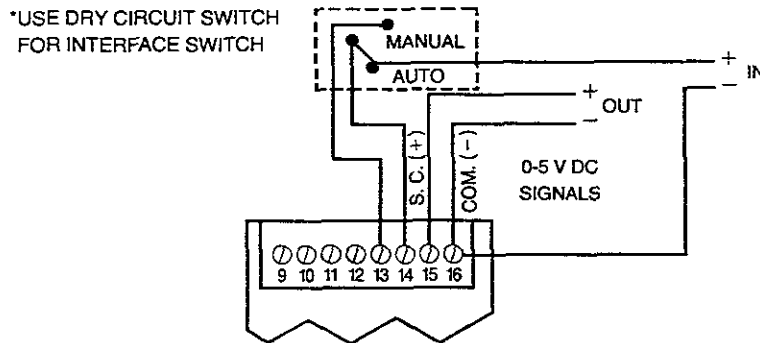 *USE DRY CIRCUIT SWITCH
FOR INTERFACE SWITCH
MANUAL
AUTO
+
− IN
+
− OUT
S. C. (+)
COM. (−)
0-5 V DC
SIGNALS
9 10 11 12 13 14 15 16